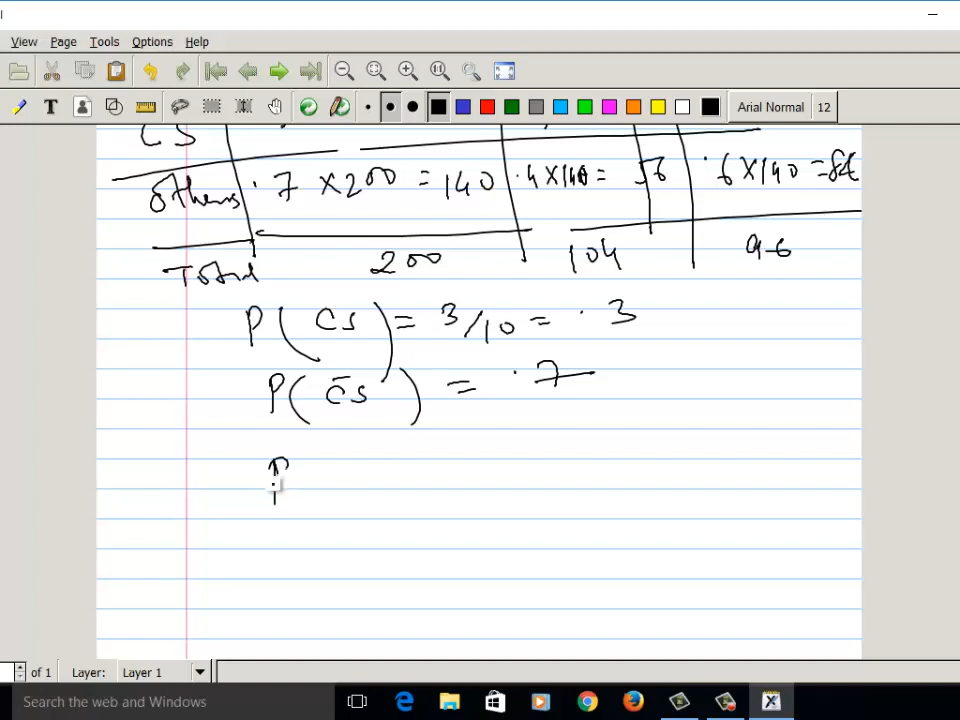 View Page Tools Options Help
T Arial Normal 12
CS
others .7 X200 = 140 .4X140= 56 .6X140=84
Total 200 104 96
P(CS) = 3/10 = .3
P(C̄S) = .7
P
of 1 Layer: Layer 1
Search the web and Windows